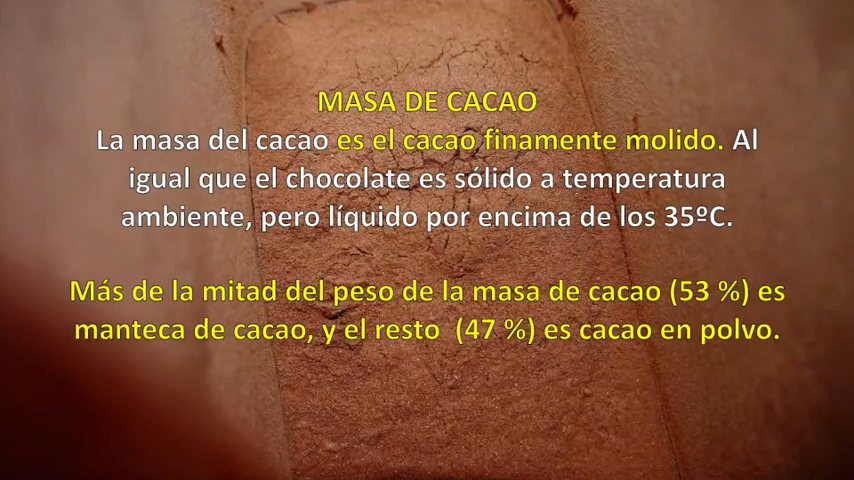 MASA DE CACAO
La masa del cacao es el cacao finamente molido. Al
igual que el chocolate es sólido a temperatura
ambiente, pero líquido por encima de los 35ºC.
Más de la mitad del peso de la masa de cacao (53 %) es
manteca de cacao, y el resto  (47 %) es cacao en polvo.